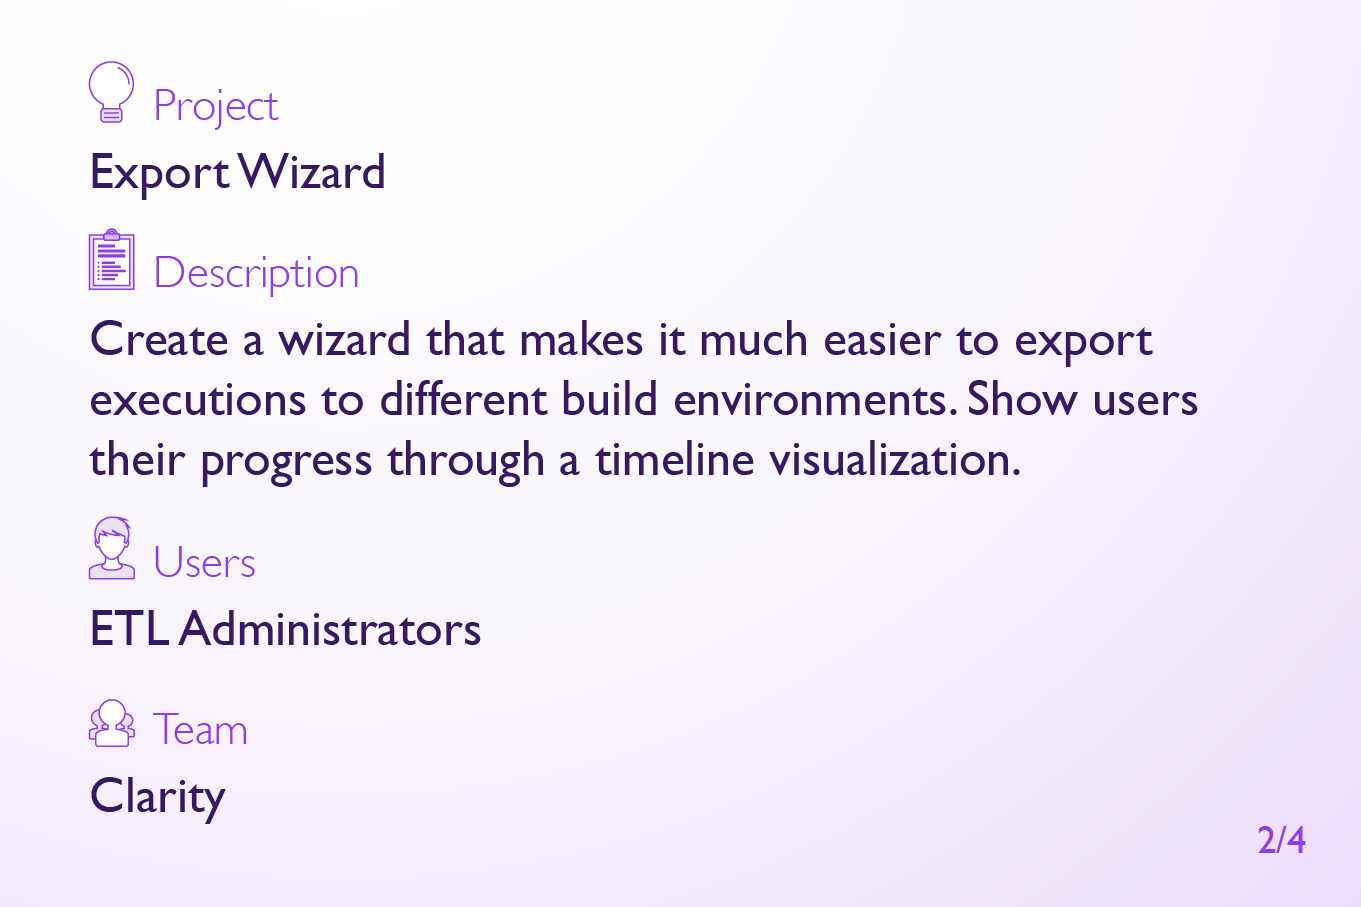 Project
Export Wizard
Description
Create a wizard that makes it much easier to export
executions to different build environments. Show users
their progress through a timeline visualization.
Users
ETL Administrators
Team
Clarity
2/4